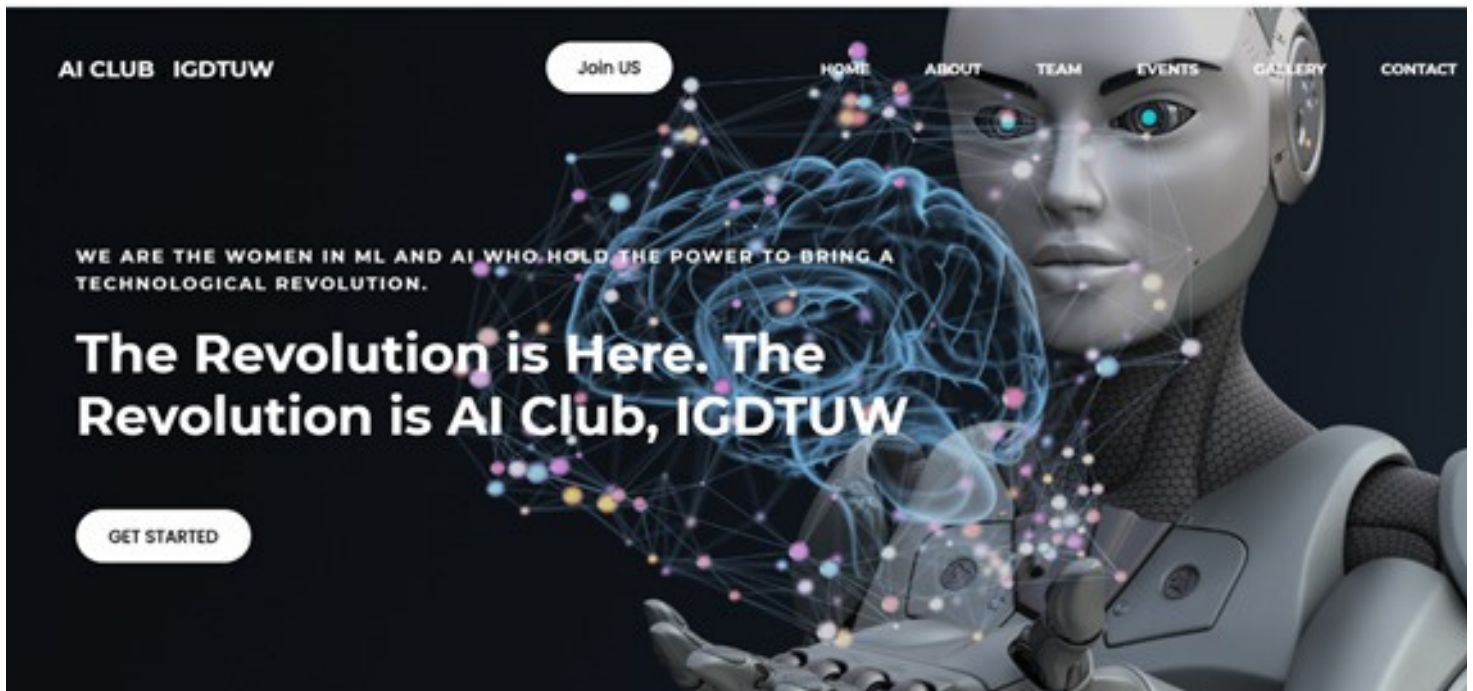 AI CLUB IGDTUW
Join US
HOME ABOUT TEAM EVENTS GALLERY CONTACT
WE ARE THE WOMEN IN ML AND AI WHO HOLD THE POWER TO BRING A
TECHNOLOGICAL REVOLUTION.
The Revolution is Here. The
Revolution is AI Club, IGDTUW
GET STARTED